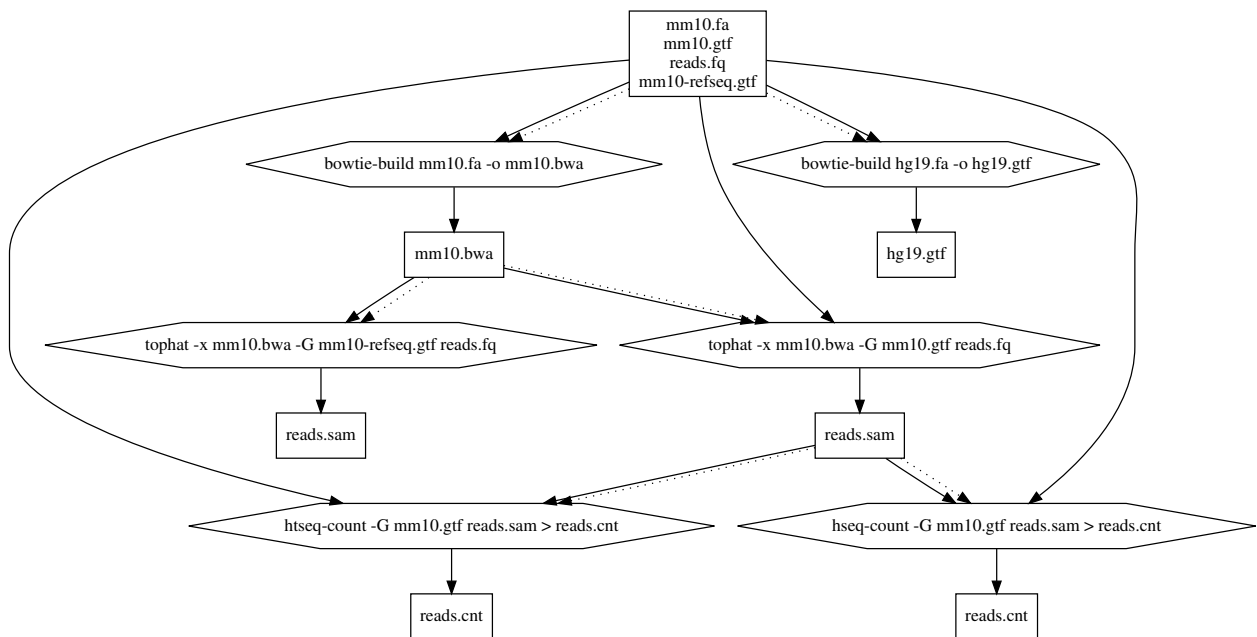 mm10.fa
mm10.gtf
reads.fq
mm10-refseq.gtf
bowtie-build mm10.fa -o mm10.bwa
bowtie-build hg19.fa -o hg19.gtf
mm10.bwa
hg19.gtf
tophat -x mm10.bwa -G mm10-refseq.gtf reads.fq
tophat -x mm10.bwa -G mm10.gtf reads.fq
reads.sam
reads.sam
htseq-count -G mm10.gtf reads.sam > reads.cnt
hseq-count -G mm10.gtf reads.sam > reads.cnt
reads.cnt
reads.cnt